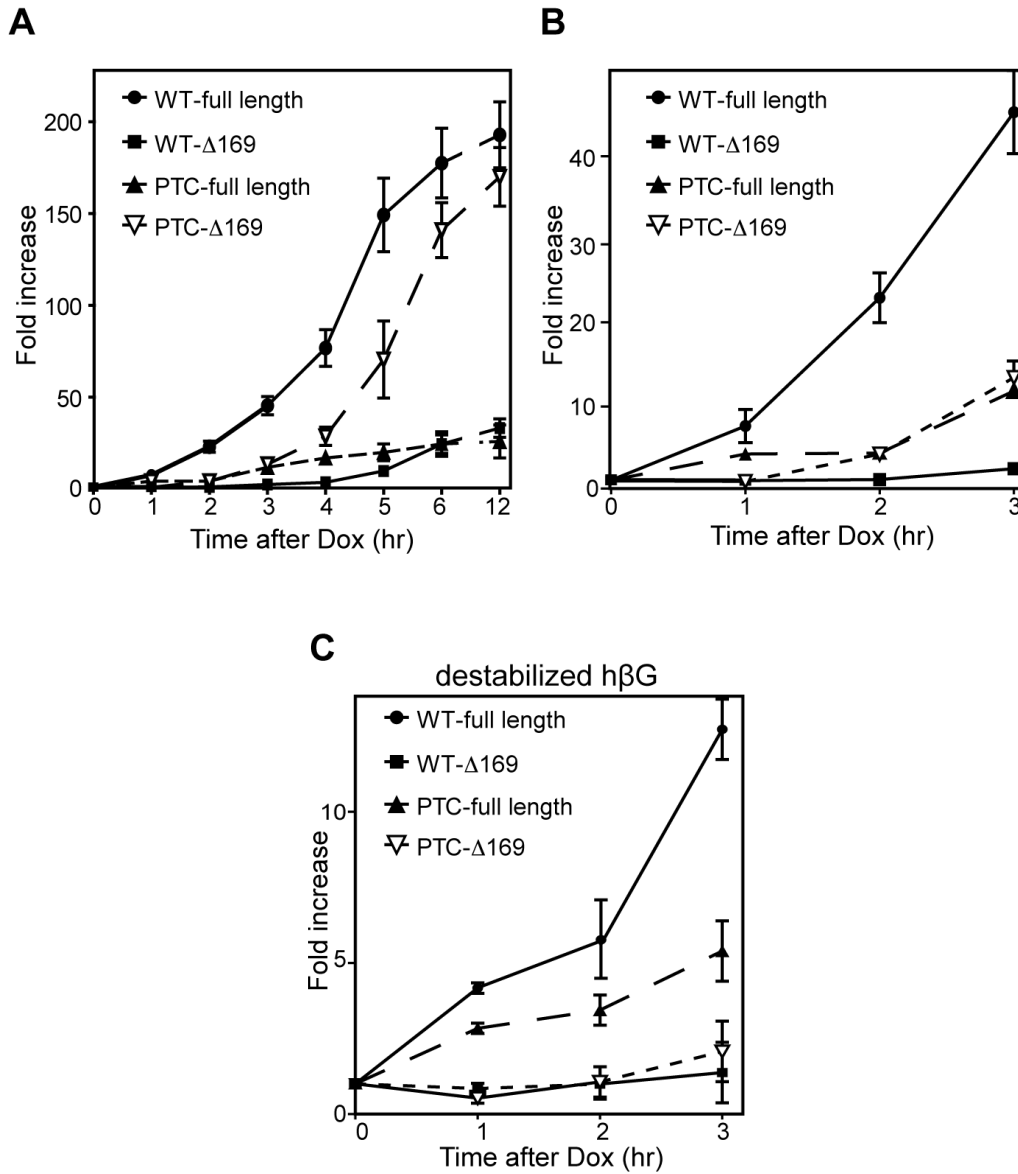 A
WT-full length
WT-Δ169
PTC-full length
PTC-Δ169
Fold increase
200
150
100
50
0
0 1 2 3 4 5 6 12
Time after Dox (hr)
B
WT-full length
WT-Δ169
PTC-full length
PTC-Δ169
Fold increase
40
20
10
0
0 1 2 3
Time after Dox (hr)
C
destabilized hβG
WT-full length
WT-Δ169
PTC-full length
PTC-Δ169
Fold increase
10
5
0
0 1 2 3
Time after Dox (hr)